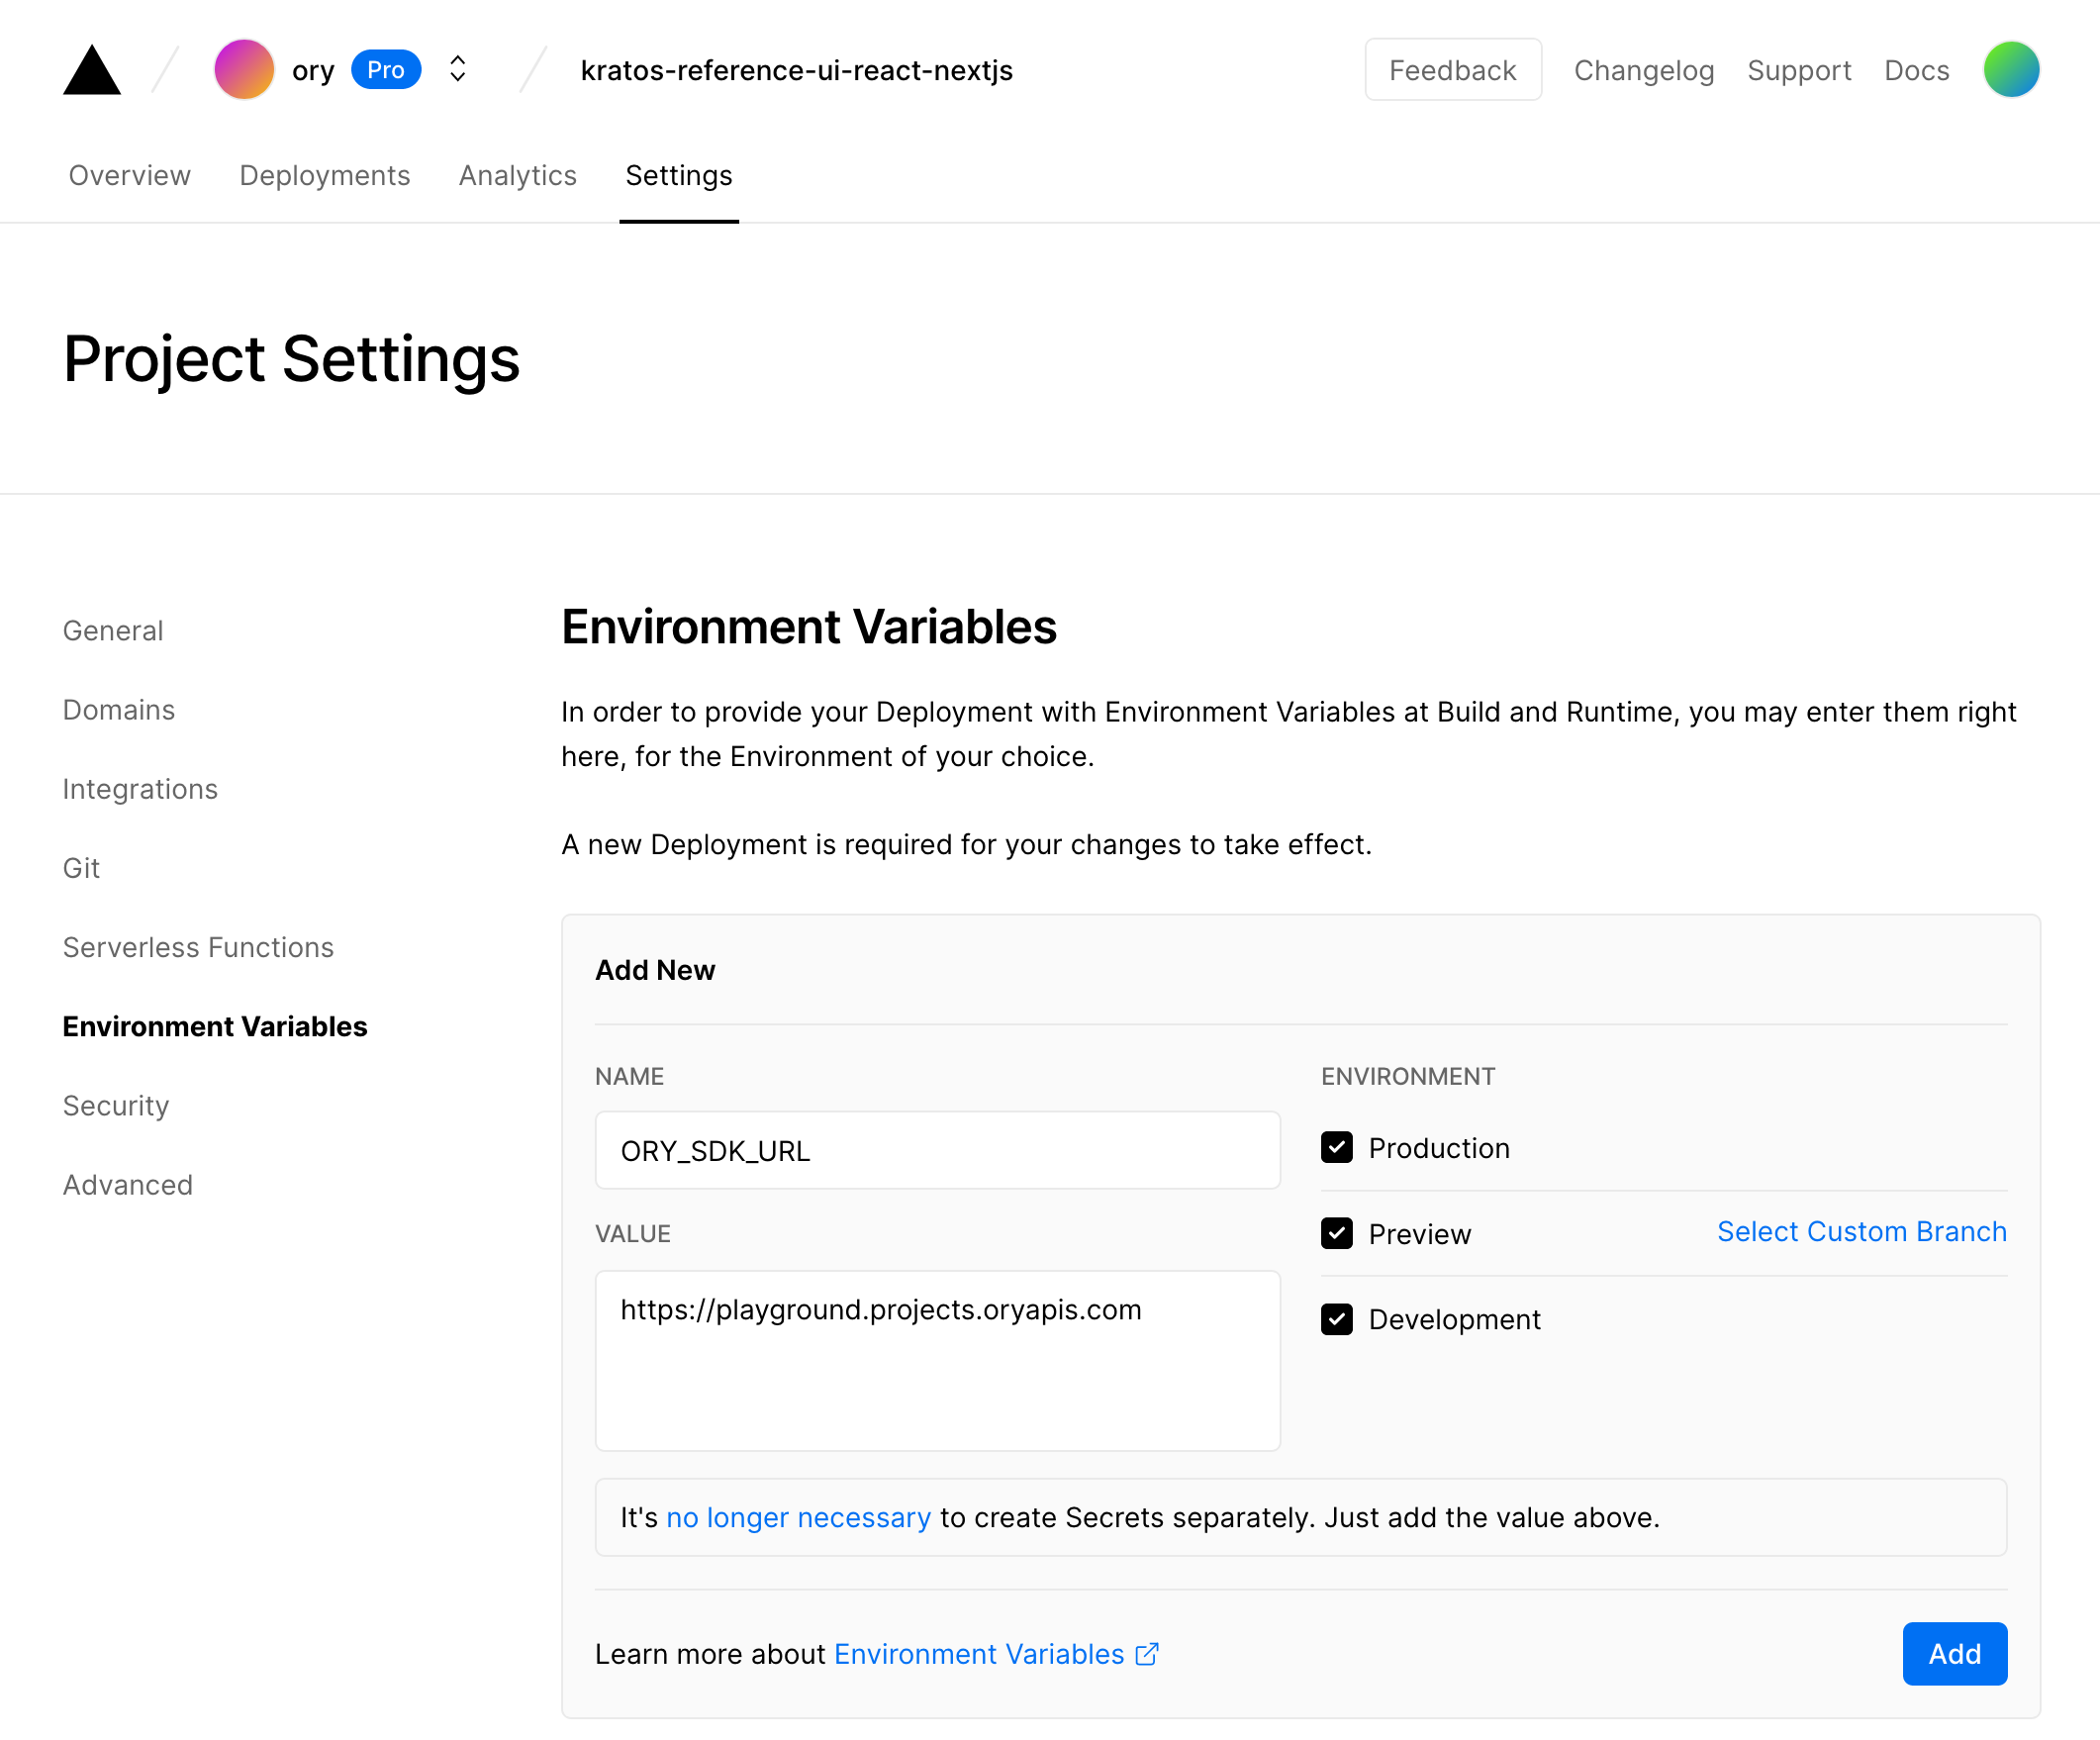 ory Pro kratos-reference-ui-react-nextjs Feedback Changelog Support Docs
Overview Deployments Analytics Settings
Project Settings
General
Domains
Integrations
Git
Serverless Functions
Environment Variables
Security
Advanced
Environment Variables
In order to provide your Deployment with Environment Variables at Build and Runtime, you may enter them right
here, for the Environment of your choice.
A new Deployment is required for your changes to take effect.
Add New
NAME
ORY_SDK_URL
VALUE
https://playground.projects.oryapis.com
ENVIRONMENT
Production
Preview Select Custom Branch
Development
It's no longer necessary to create Secrets separately. Just add the value above.
Learn more about Environment Variables
Add